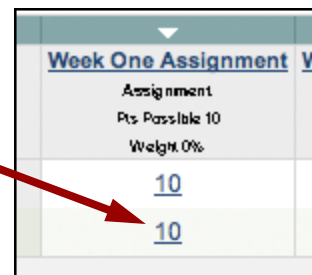 Week One Assignment W
Assignment
Pts Possible 10
Weight 0%
10
10